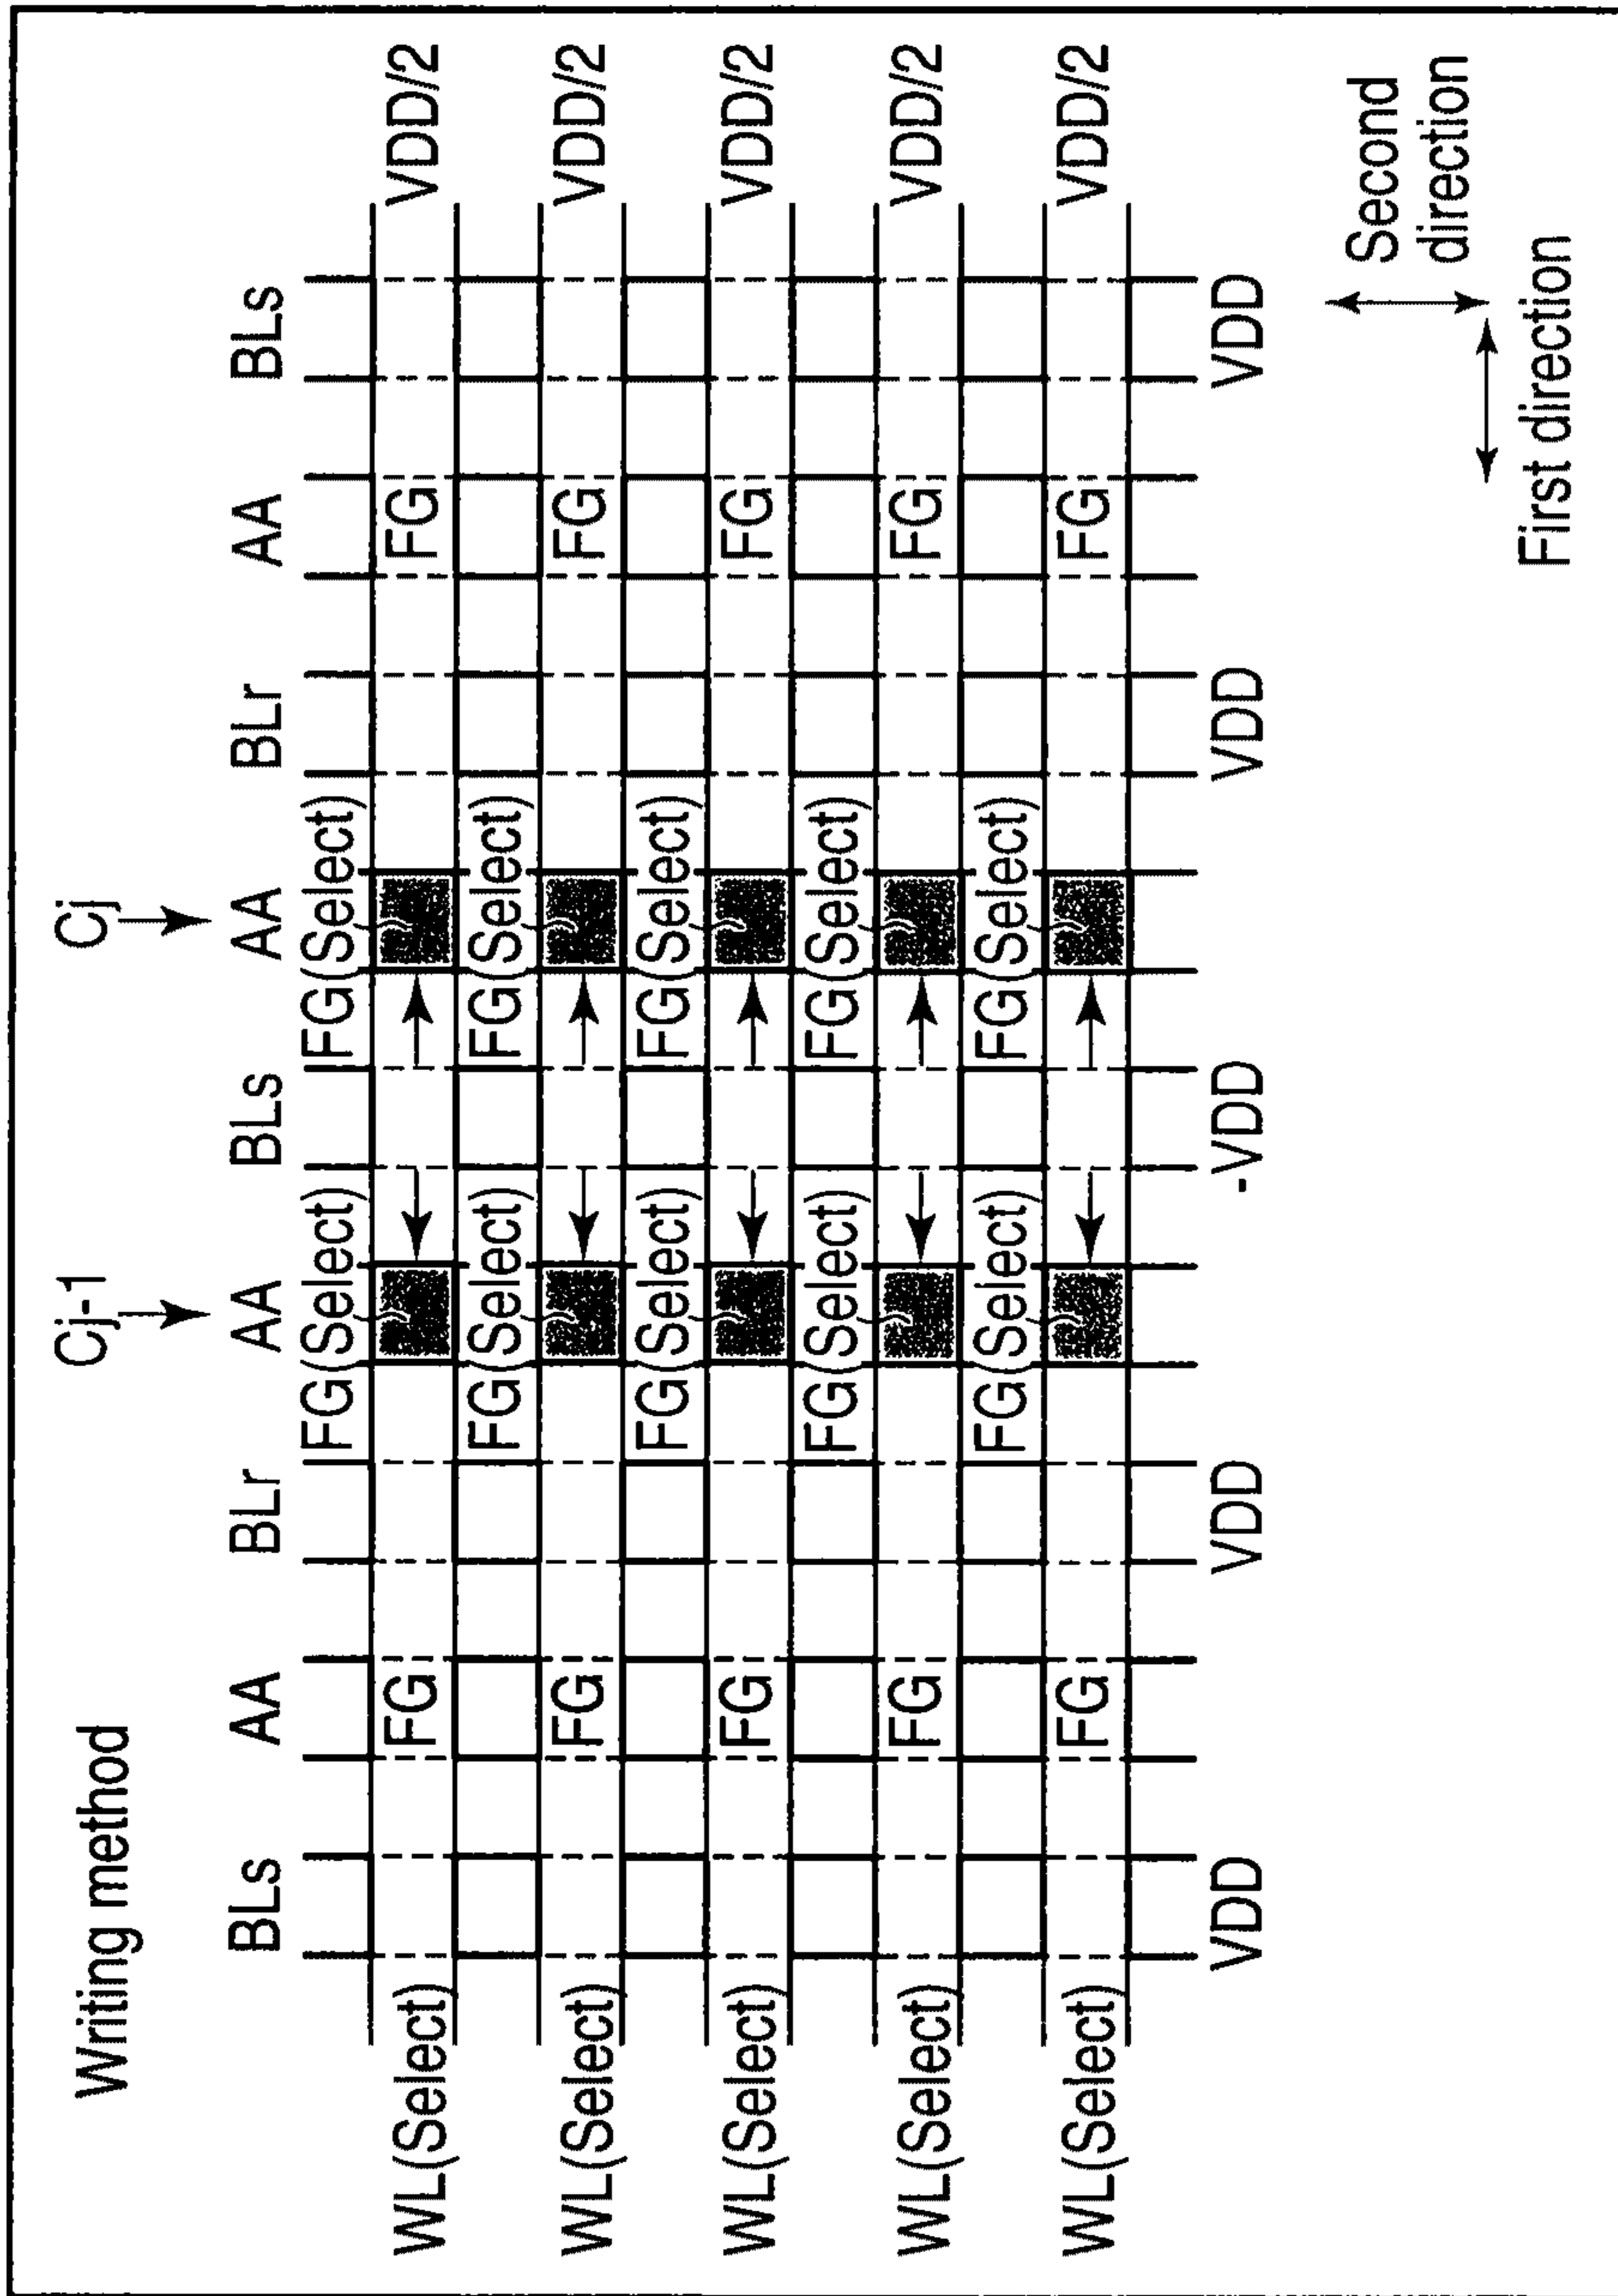 Writing method
Cj-1 Cj
BLs AA BLr AA BLs AA BLr AA BLs
FG(Select) FG(Select)
WL(Select) FG FG VDD/2
FG(Select) FG(Select)
WL(Select) FG FG VDD/2
FG(Select) FG(Select)
WL(Select) FG FG VDD/2
FG(Select) FG(Select)
WL(Select) FG FG VDD/2
FG(Select) FG(Select)
WL(Select) FG FG VDD/2
VDD VDD -VDD VDD VDD
Second
direction
First direction